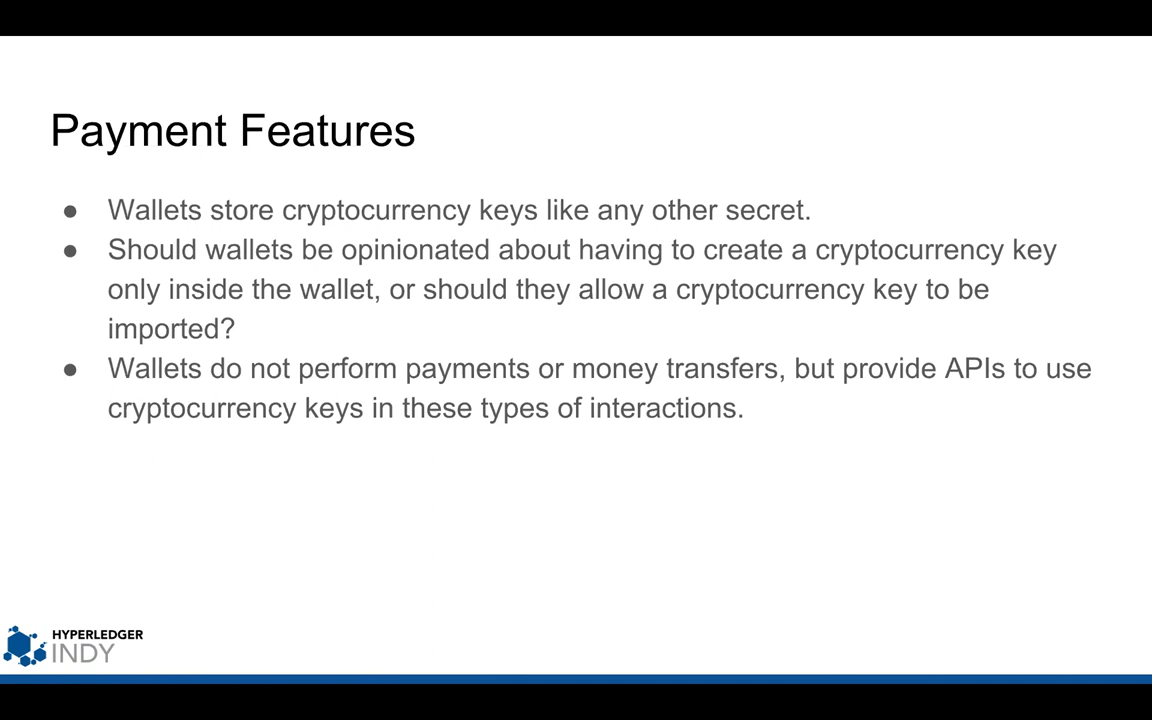 Payment Features
● Wallets store cryptocurrency keys like any other secret.
● Should wallets be opinionated about having to create a cryptocurrency key
only inside the wallet, or should they allow a cryptocurrency key to be
imported?
● Wallets do not perform payments or money transfers, but provide APIs to use
cryptocurrency keys in these types of interactions.
HYPERLEDGER
INDY